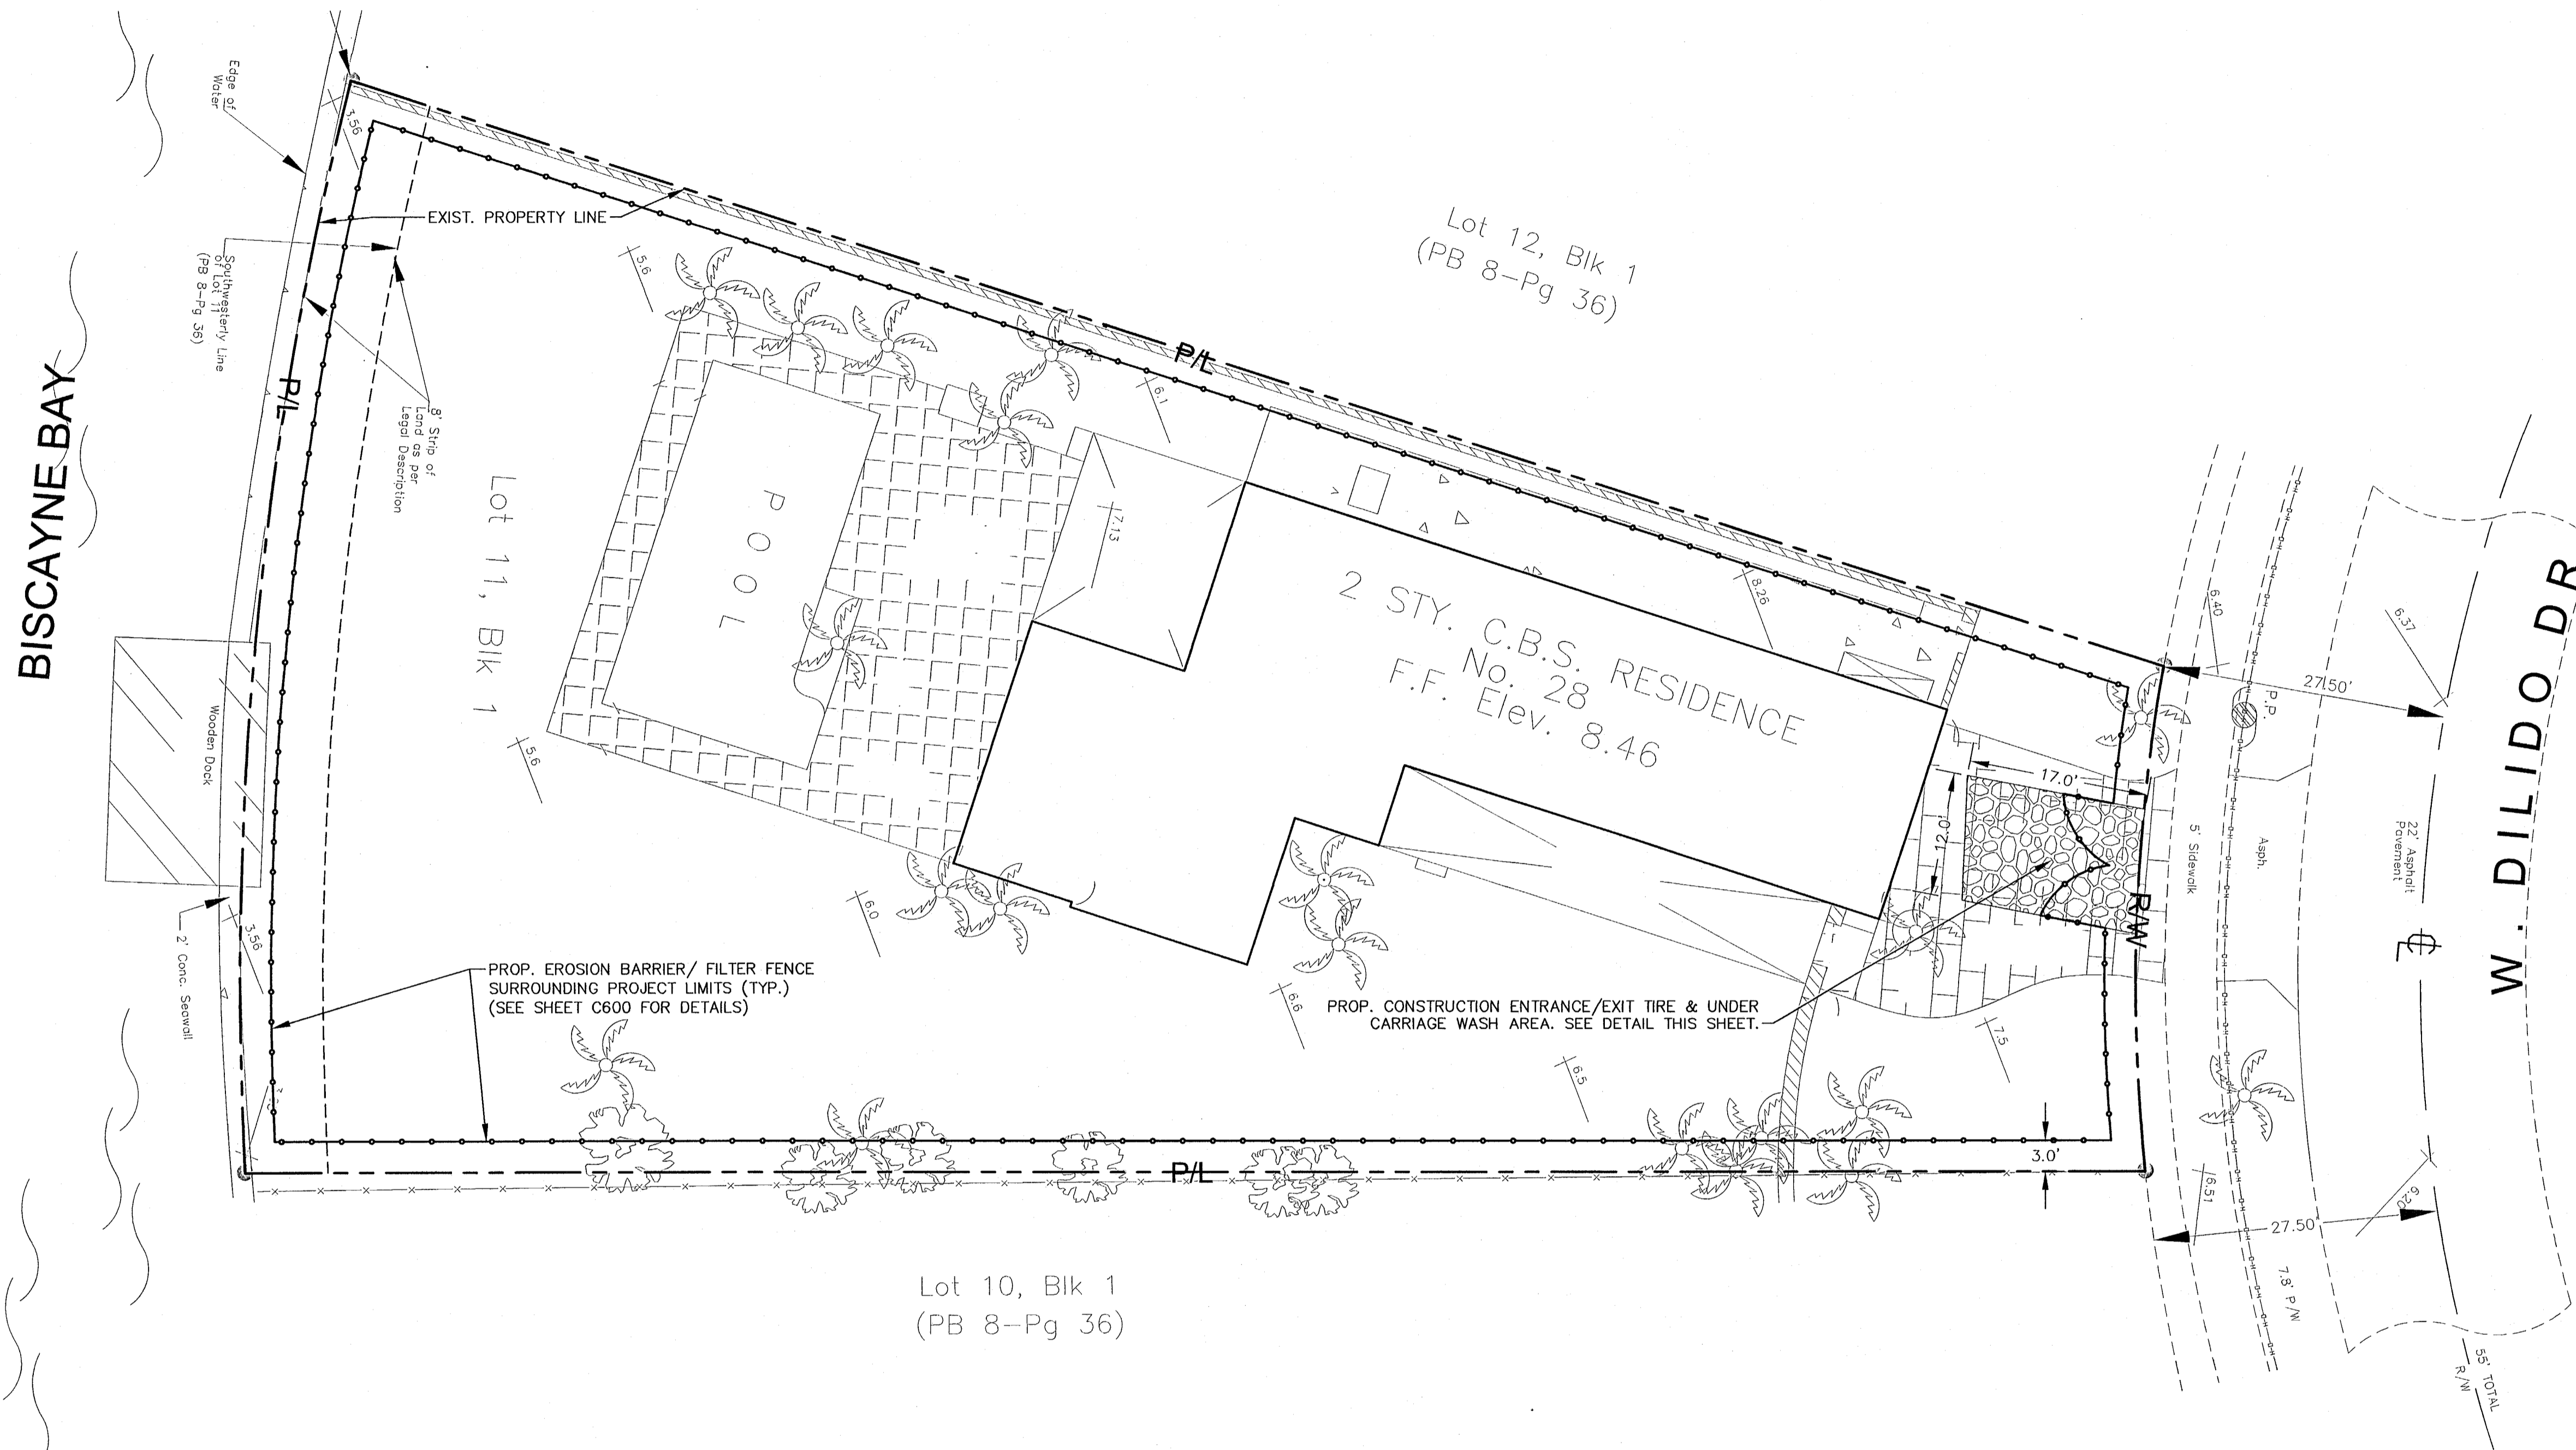 Edge of
Water
3.56
EXIST. PROPERTY LINE
Southwesterly Line
of Lot 11
(PB 8-Pg 36)
P/L
8' Strip of
Land as per
Legal Description
BISCAYNE BAY
Lot 11, Blk 1
5.6
POOL
5.6
Wooden Dock
3.56
2' Conc. Seawall
6.1
7.13
P/L
Lot 12, Blk 1
(PB 8-Pg 36)
2 STY. C.B.S. RESIDENCE
No. 28
F.F. Elev. 8.46
8.26
6.0
6.6
6.5
7.5
PROP. EROSION BARRIER/ FILTER FENCE
SURROUNDING PROJECT LIMITS (TYP.)
(SEE SHEET C600 FOR DETAILS)
PROP. CONSTRUCTION ENTRANCE/EXIT TIRE & UNDER
CARRIAGE WASH AREA. SEE DETAIL THIS SHEET.
17.0'
12.0'
R/W
P/L
3.0'
Lot 10, Blk 1
(PB 8-Pg 36)
6.40
6.37
27.50'
P.P.
5' Sidewalk
Asph.
22' Asphalt
Pavement
W. DILIDO DR
6.51
6.20
27.50'
7.8' P/W
55' TOTAL
R/W